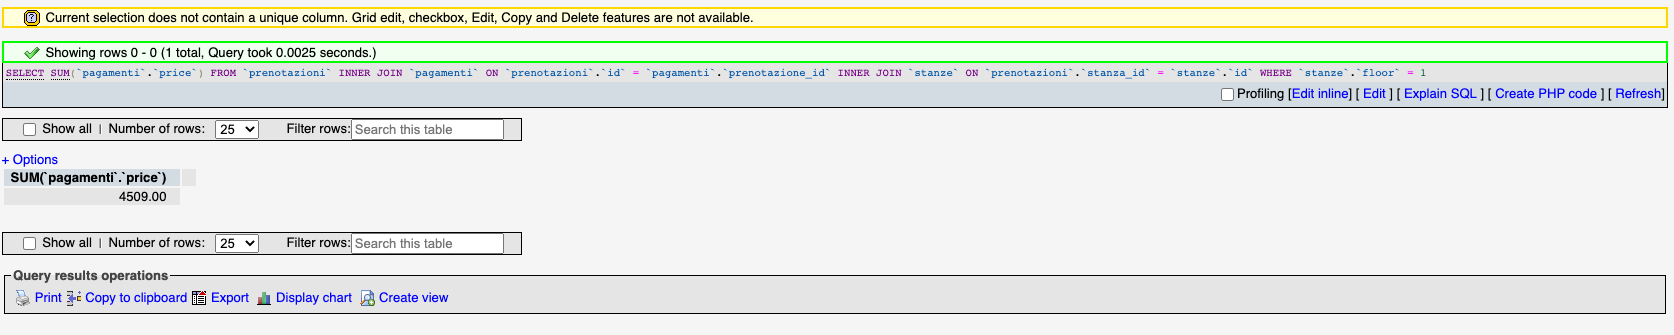 Current selection does not contain a unique column. Grid edit, checkbox, Edit, Copy and Delete features are not available.
Showing rows 0 - 0 (1 total, Query took 0.0025 seconds.)
SELECT SUM(`pagamenti`.`price`) FROM `prenotazioni` INNER JOIN `pagamenti` ON `prenotazioni`.`id` = `pagamenti`.`prenotazione_id` INNER JOIN `stanze` ON `prenotazioni`.`stanza_id` = `stanze`.`id` WHERE `stanze`.`floor` = 1
Profiling [Edit inline] [ Edit ] [ Explain SQL ] [ Create PHP code ] [ Refresh]
Show all | Number of rows: 25 Filter rows: Search this table
+ Options
SUM(`pagamenti`.`price`)
4509.00
Show all | Number of rows: 25 Filter rows: Search this table
Query results operations
Print Copy to clipboard Export Display chart Create view